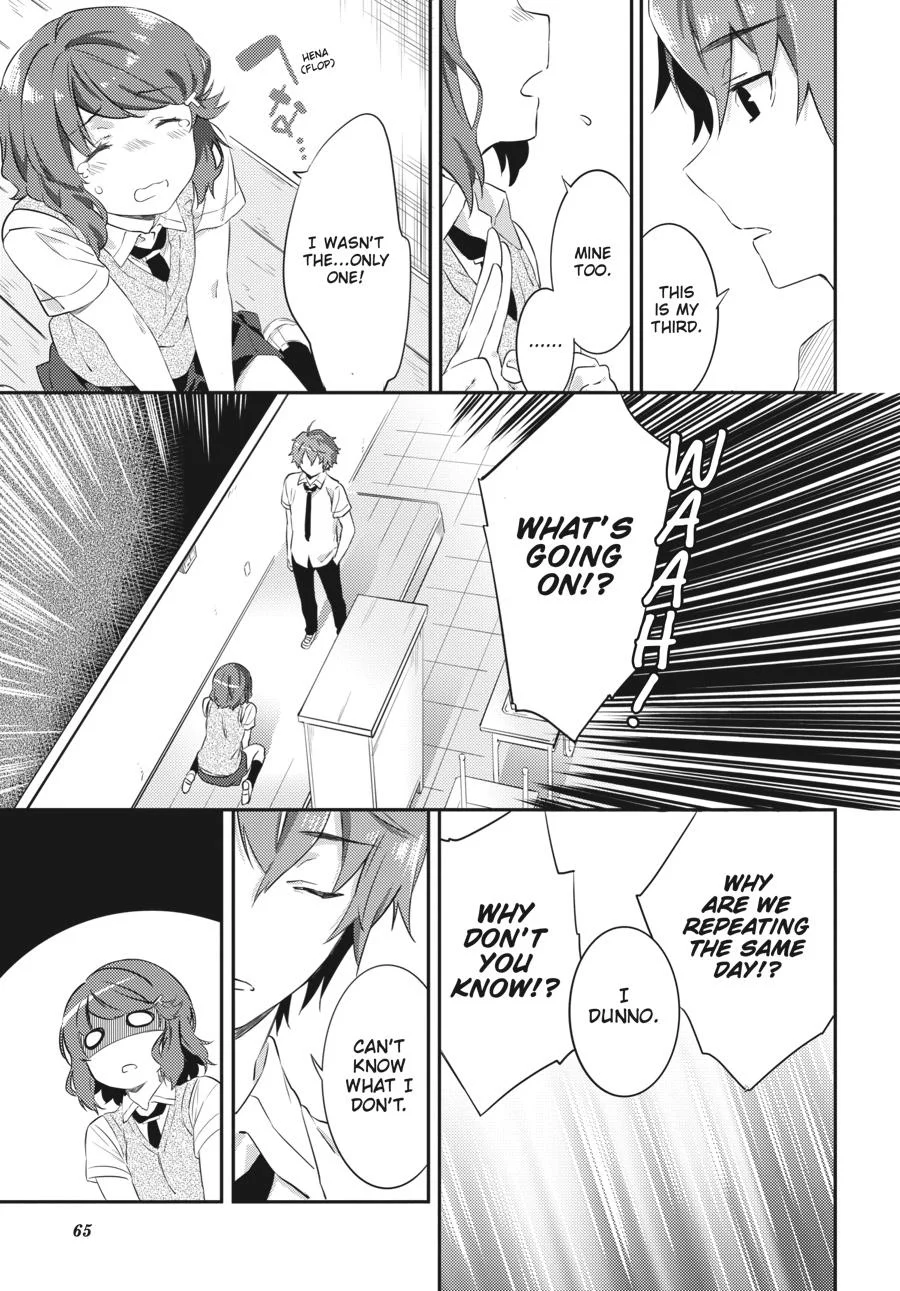 THIS
IS MY
THIRD.
MINE
TOO.
......
へな...
HENA
(FLOP)
I WASN'T
THE...ONLY
ONE!
WAAH!
WHAT'S
GOING
ON!?
WHY
ARE WE
REPEATING
THE SAME
DAY!?
I
DUNNO.
WHY
DON'T
YOU
KNOW!?
CAN'T
KNOW
WHAT I
DON'T.
65